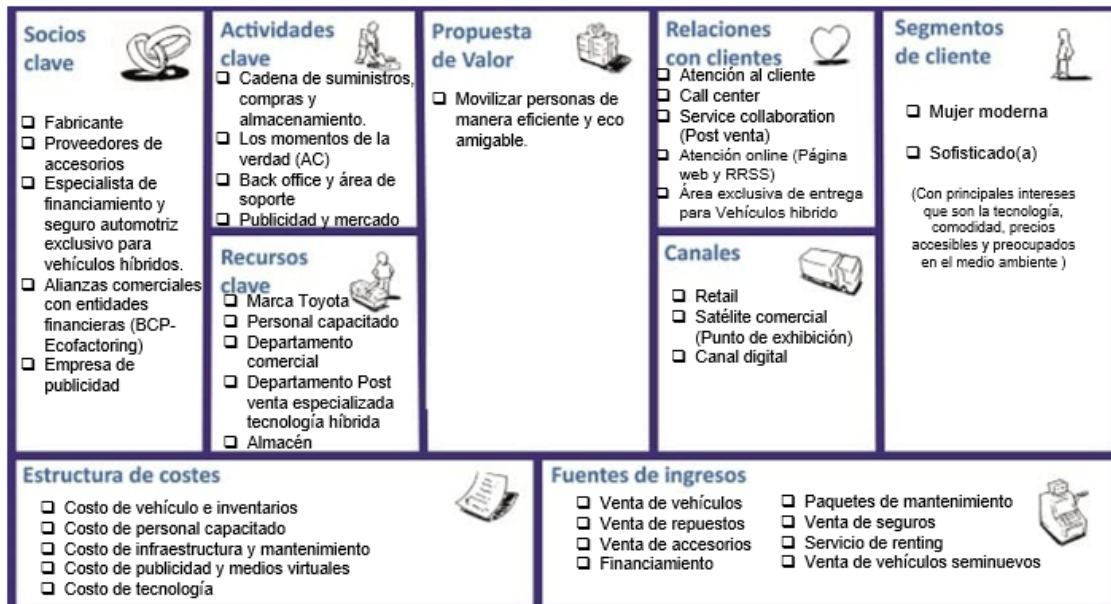 Socios
clave
Fabricante
Proveedores de
accesorios
Especialista de
financiamiento y
seguro automotriz
exclusivo para
vehículos híbridos.
Alianzas comerciales
con entidades
financieras (BCP-
Ecofactoring)
Empresa de
publicidad
Actividades
clave
Cadena de suministros,
compras y
almacenamiento.
Los momentos de la
verdad (AC)
Back office y área de
soporte
Publicidad y mercado
Recursos
clave
Marca Toyota
Personal capacitado
Departamento
comercial
Departamento Post
venta especializada
tecnología híbrida
Almacén
Propuesta
de Valor
Movilizar personas de
manera eficiente y eco
amigable.
Relaciones
con clientes
Atención al cliente
Call center
Service collaboration
(Post venta)
Atención online (Página
web y RRSS)
Área exclusiva de entrega
para Vehículos hibrido
Canales
Retail
Satélite comercial
(Punto de exhibición)
Canal digital
Segmentos
de cliente
Mujer moderna
Sofisticado(a)
(Con principales intereses
que son la tecnología,
comodidad, precios
accesibles y preocupados
en el medio ambiente )
Estructura de costes
Costo de vehículo e inventarios
Costo de personal capacitado
Costo de infraestructura y mantenimiento
Costo de publicidad y medios virtuales
Costo de tecnología
Fuentes de ingresos
Venta de vehículos
Venta de repuestos
Venta de accesorios
Financiamiento
Paquetes de mantenimiento
Venta de seguros
Servicio de renting
Venta de vehículos seminuevos